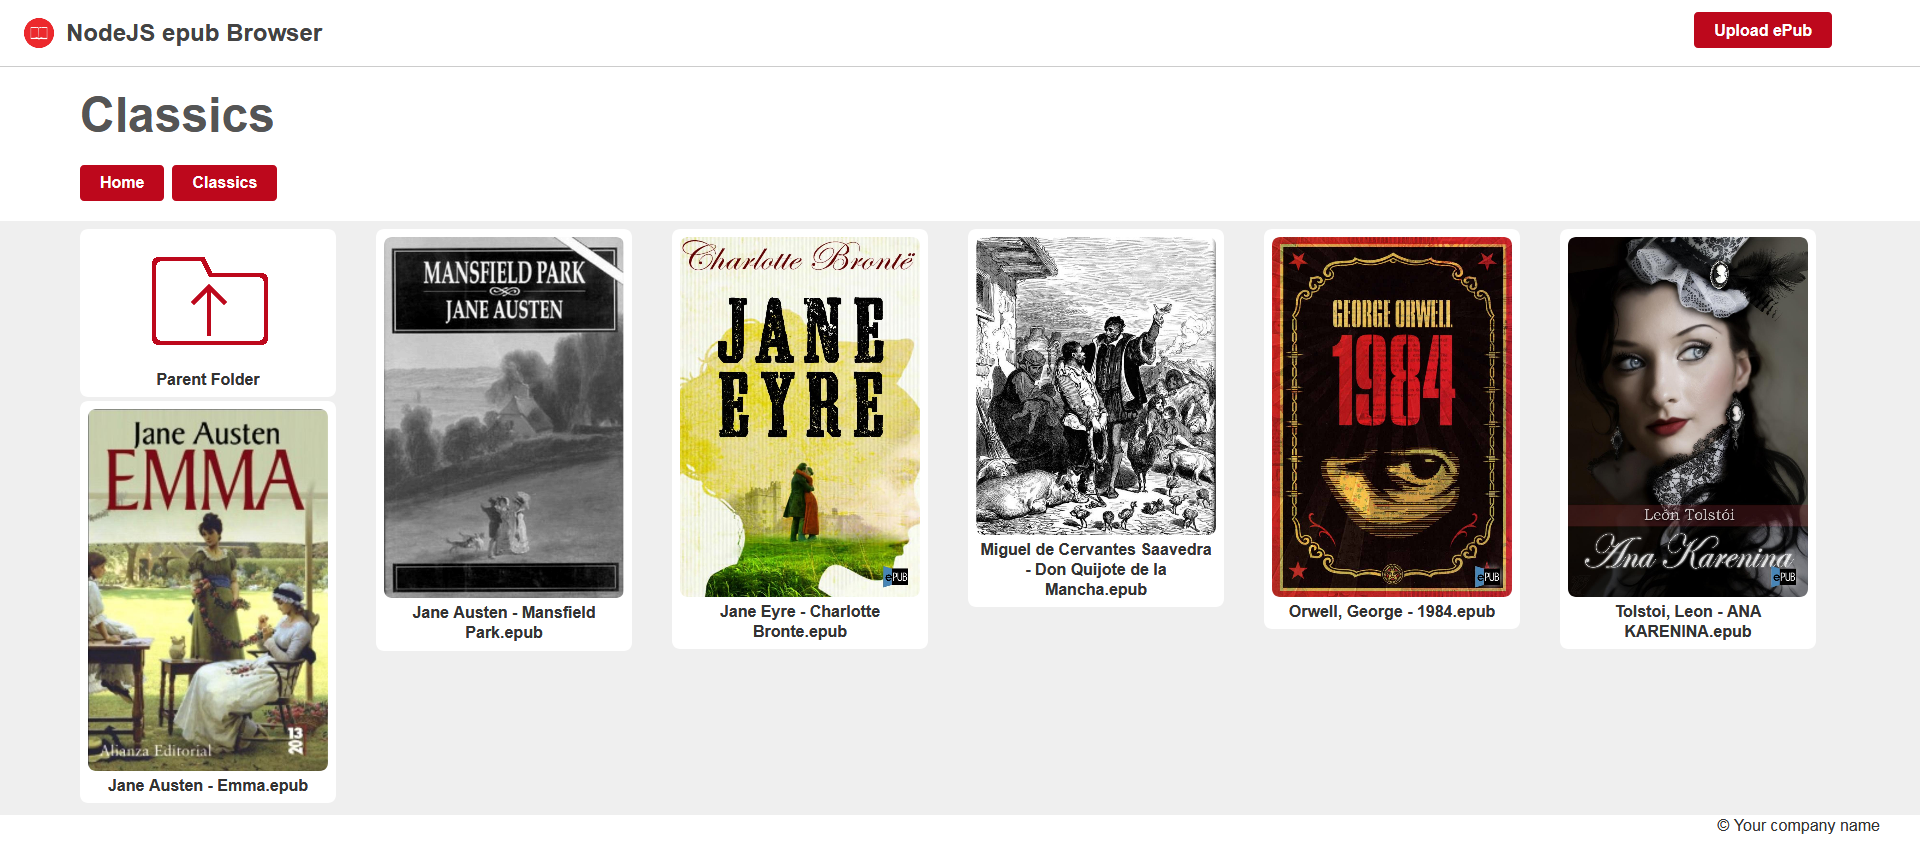 NodeJS epub Browser
Upload ePub
Classics
Home
Classics
Parent Folder
Jane Austen
EMMA
Alianza Editorial
13
20
Jane Austen - Emma.epub
MANSFIELD PARK
JANE AUSTEN
Jane Austen - Mansfield
Park.epub
Charlotte Brontë
JANE
EYRE
ePUB
Jane Eyre - Charlotte
Bronte.epub
Miguel de Cervantes Saavedra
- Don Quijote de la
Mancha.epub
GEORGE ORWELL
1984
ePUB
Orwell, George - 1984.epub
León Tolstói
Ana Karenina
ePUB
Tolstoi, Leon - ANA
KARENINA.epub
© Your company name